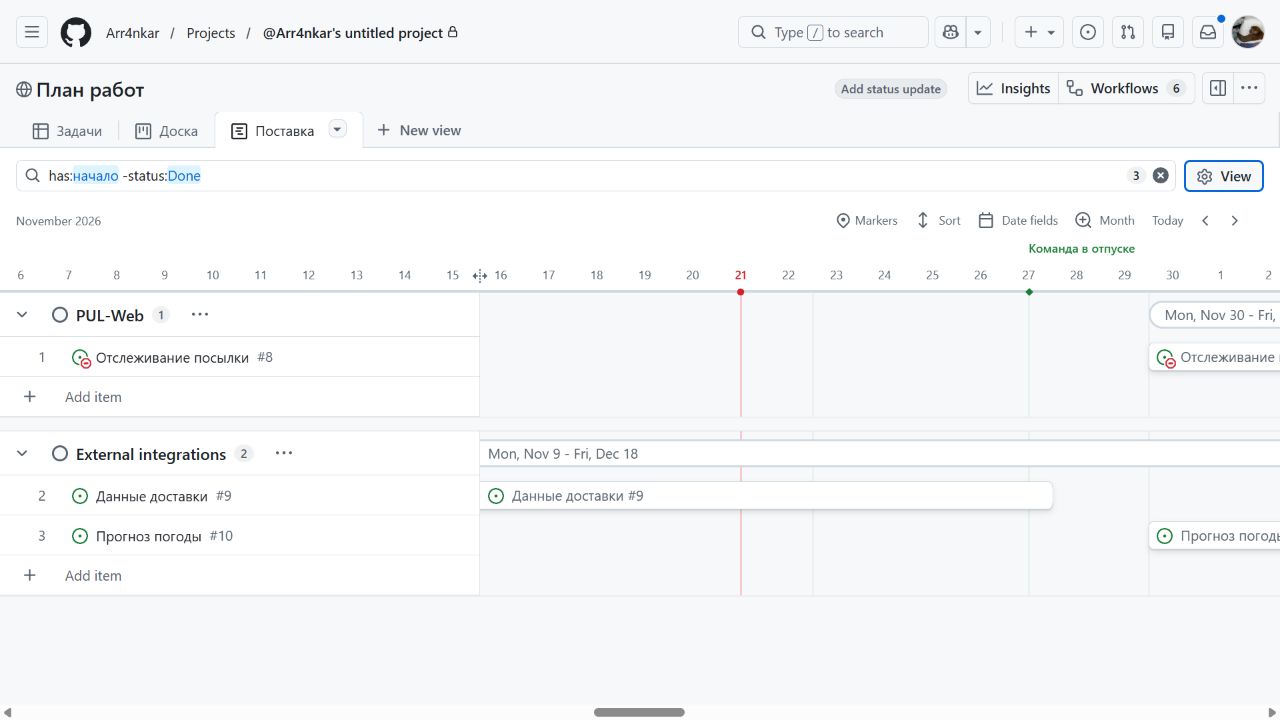 Arr4nkar / Projects / @Arr4nkar's untitled project
Type / to search
План работ
Add status update
Insights
Workflows 6
Задачи
Доска
Поставка
New view
has:начало -status:Done
3
View
November 2026
Markers
Sort
Date fields
Month
Today
Команда в отпуске
6 7 8 9 10 11 12 13 14 15 16 17 18 19 20 21 22 23 24 25 26 27 28 29 30 1 2
PUL-Web 1
Mon, Nov 30 - Fri,
1 Отслеживание посылки #8
Отслеживание
Add item
External integrations 2
Mon, Nov 9 - Fri, Dec 18
2 Данные доставки #9
Данные доставки #9
3 Прогноз погоды #10
Прогноз погоды
Add item